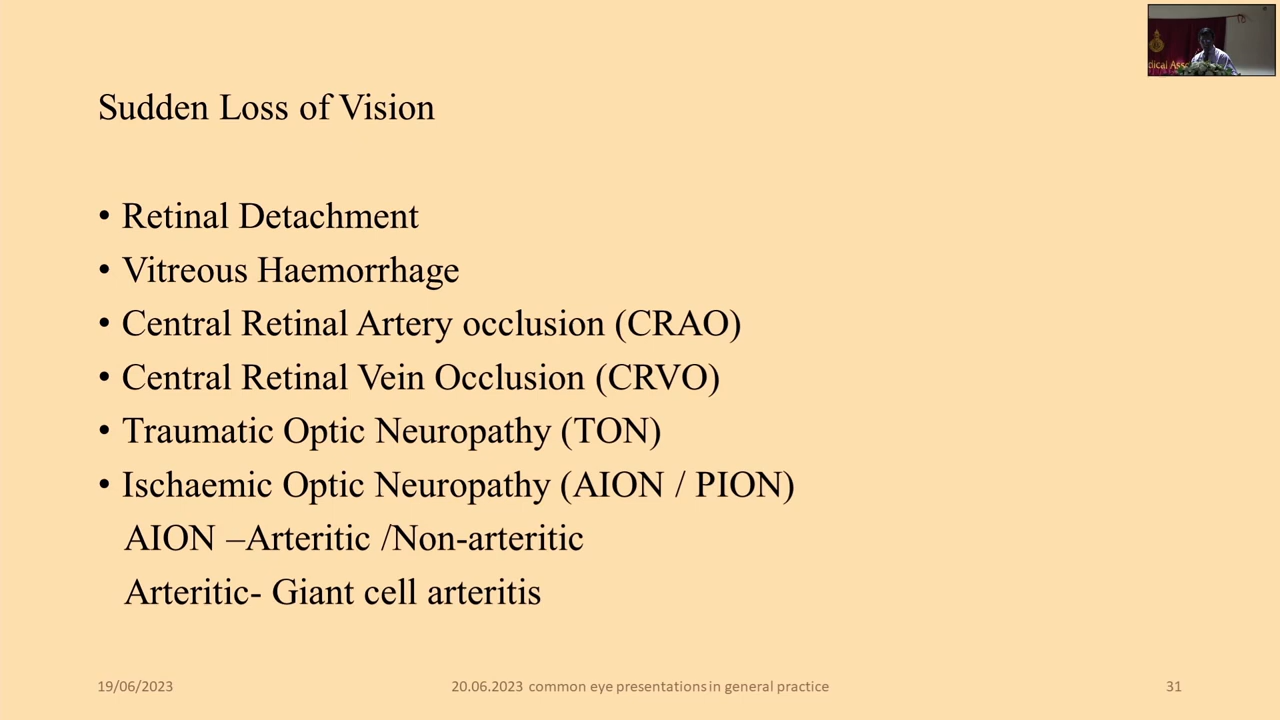 dical Ass
Sudden Loss of Vision
• Retinal Detachment
• Vitreous Haemorrhage
• Central Retinal Artery occlusion (CRAO)
• Central Retinal Vein Occlusion (CRVO)
• Traumatic Optic Neuropathy (TON)
• Ischaemic Optic Neuropathy (AION / PION)
AION –Arteritic /Non-arteritic
Arteritic- Giant cell arteritis
19/06/2023
20.06.2023 common eye presentations in general practice
31